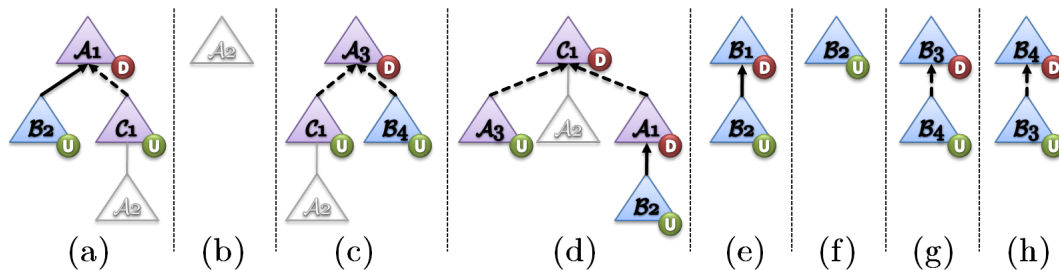 A1 D A2 A3 D C1 D B1 D B2 U B3 D B4 D
B2 U C1 U C1 U B4 U A3 U A2 A1 D B2 U B4 U B3 U
A2 A2 B2 U
(a) (b) (c) (d) (e) (f) (g) (h)